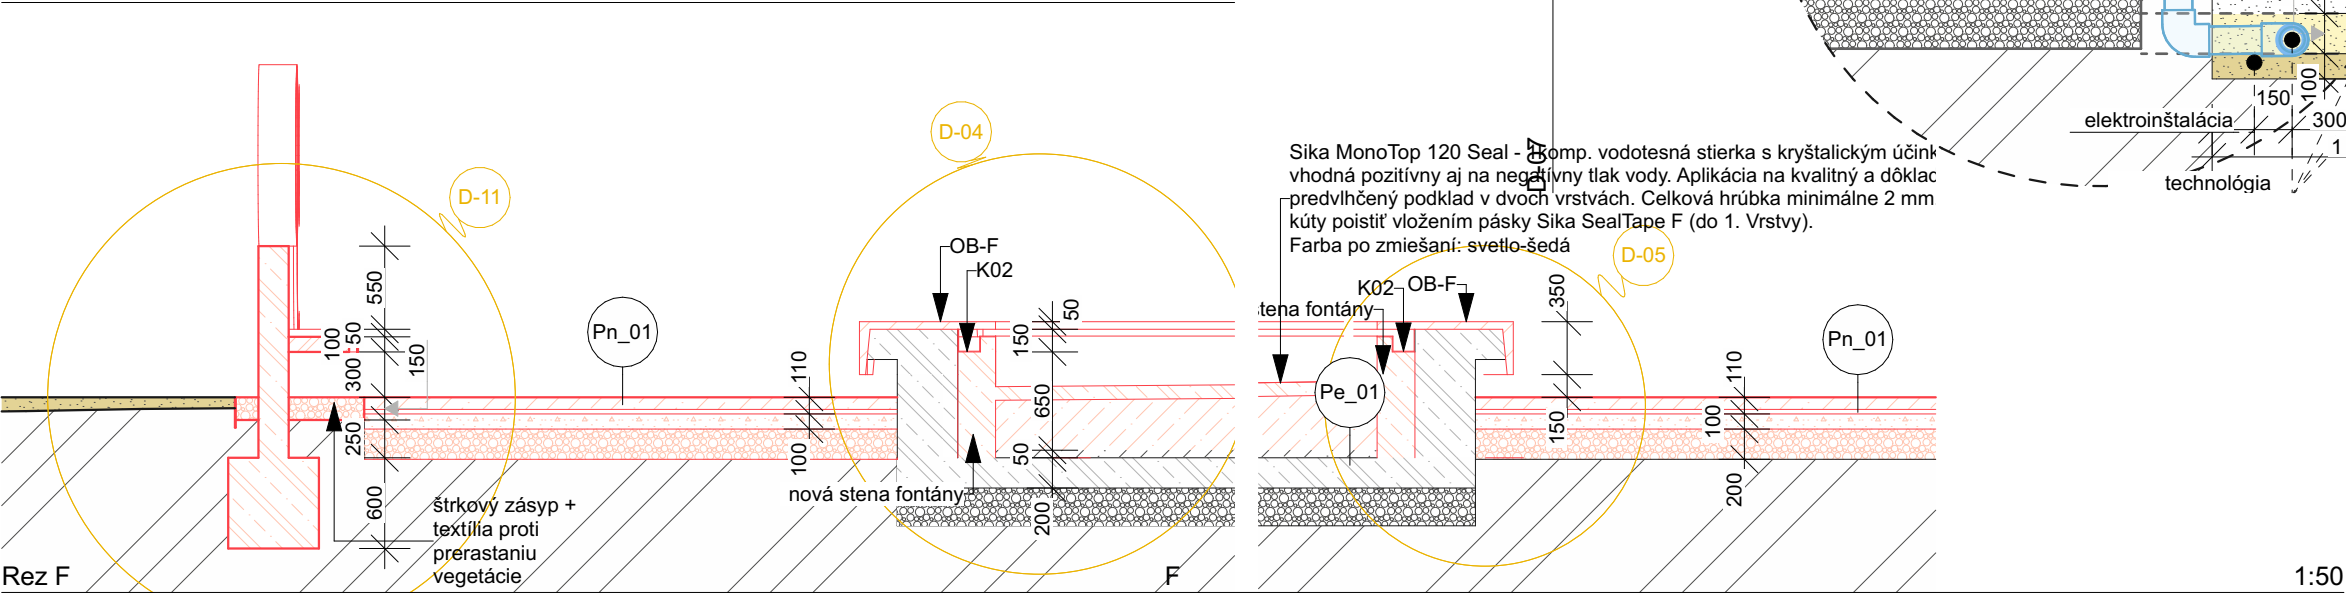 D-11
550
50
100
150
300
250
600
Pn_01
110
100
štrkový zásyp +
textília proti
prerastaniu
vegetácie
Rez F
D-04
OB-F
K02
50
150
650
50
200
nová stena fontány
F
D-07
Sika MonoTop 120 Seal - komp. vodotesná stierka s kryštalickým účink
vhodná pozitívny aj na negatívny tlak vody. Aplikácia na kvalitný a dôklad
predvlhčený podklad v dvoch vrstvách. Celková hrúbka minimálne 2 mm
kúty poistiť vložením pásky Sika SealTape F (do 1. Vrstvy).
Farba po zmiešaní: svetlo-šedá
D-05
K02
OB-F
stena fontány
Pe_01
350
150
110
100
200
Pn_01
100
150
elektroinštalácia
300
1
technológia
1:50